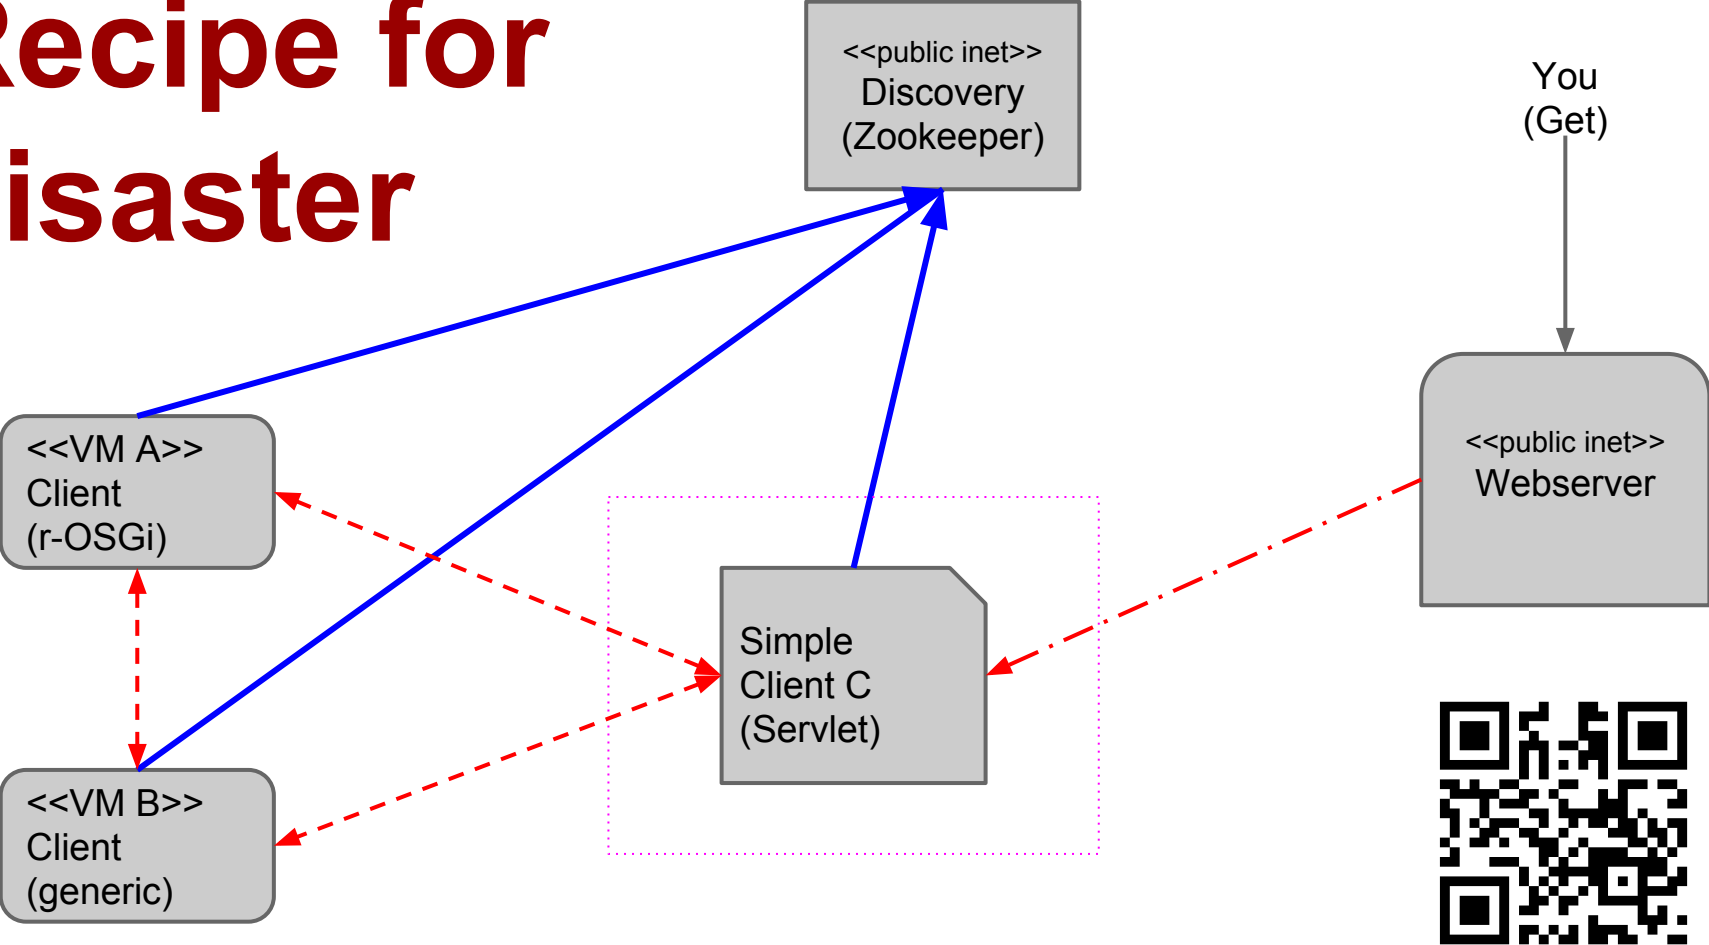 Recipe for
isaster
<<public inet>>
Discovery
(Zookeeper)
You
(Get)
<<public inet>>
Webserver
<<VM A>>
Client
(r-OSGi)
Simple
Client C
(Servlet)
<<VM B>>
Client
(generic)